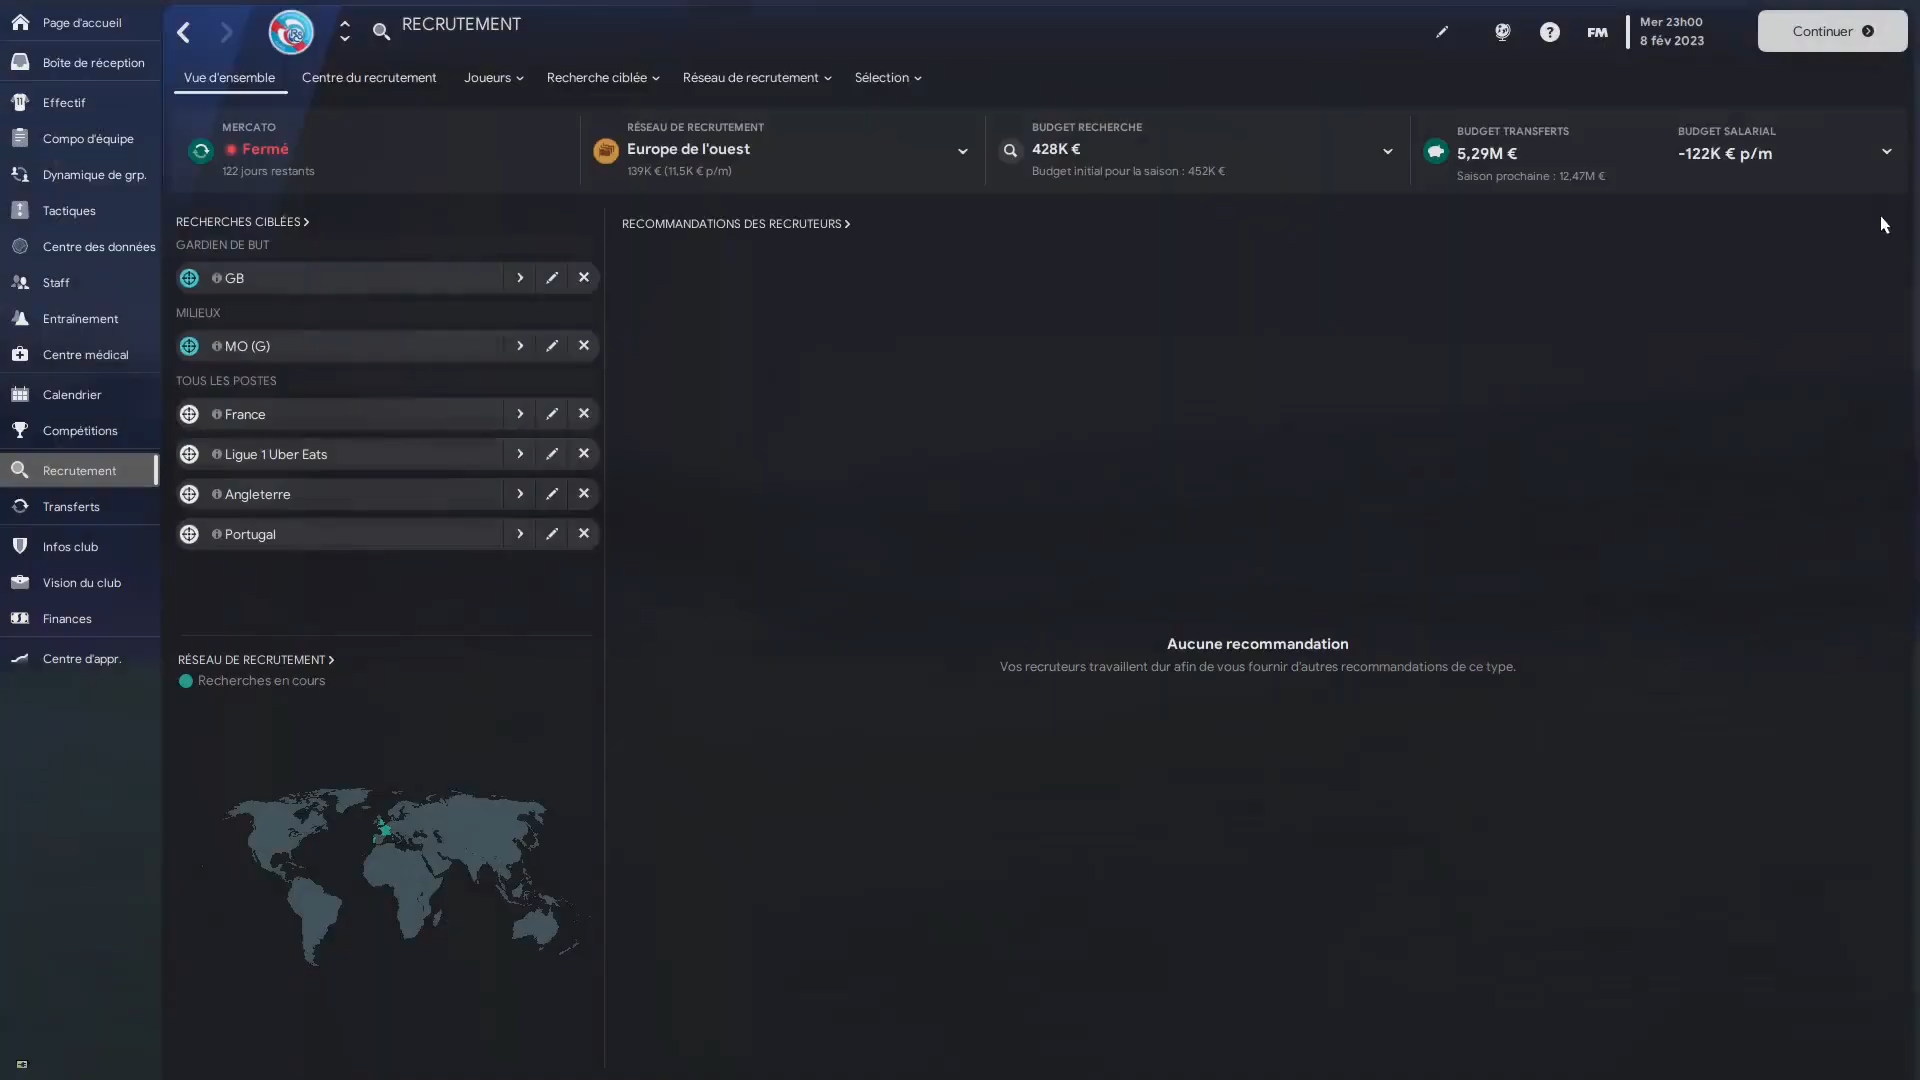 Page d'accueil
Boîte de réception
Effectif
Compo d'équipe
Dynamique de grp.
Tactiques
Centre des données
Staff
Entraînement
Centre médical
Calendrier
Compétitions
Recrutement
Transferts
Infos club
Vision du club
Finances
Centre d'appr.
RECRUTEMENT
FM
Mer 23h00
8 fév 2023
Continuer
Vue d'ensemble
Centre du recrutement
Joueurs
Recherche ciblée
Réseau de recrutement
Sélection
MERCATO
Fermé
122 jours restants
RÉSEAU DE RECRUTEMENT
Europe de l'ouest
139K € (11,5K € p/m)
BUDGET RECHERCHE
428K €
Budget initial pour la saison : 452K €
BUDGET TRANSFERTS
5,29M €
Saison prochaine : 12,47M €
BUDGET SALARIAL
-122K € p/m
RECHERCHES CIBLÉES
GARDIEN DE BUT
GB
MILIEUX
MO (G)
TOUS LES POSTES
France
Ligue 1 Uber Eats
Angleterre
Portugal
RÉSEAU DE RECRUTEMENT
Recherches en cours
RECOMMANDATIONS DES RECRUTEURS
Aucune recommandation
Vos recruteurs travaillent dur afin de vous fournir d'autres recommandations de ce type.